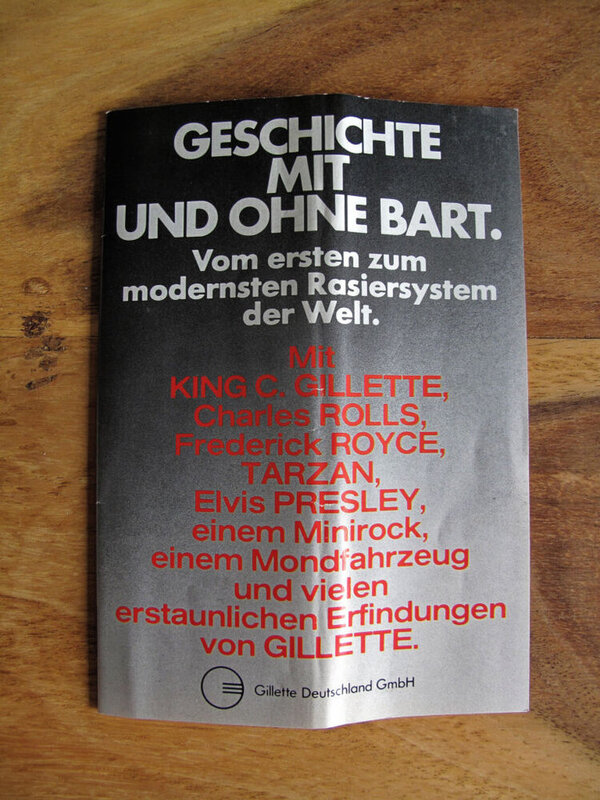 GESCHICHTE
MIT
UND OHNE BART.
Vom ersten zum
modernsten Rasiersystem
der Welt.
Mit
KING C. GILLETTE,
Charles ROLLS,
Frederick ROYCE,
TARZAN,
Elvis PRESLEY,
einem Minirock,
einem Mondfahrzeug
und vielen
erstaunlichen Erfindungen
von GILLETTE.
Gillette Deutschland GmbH